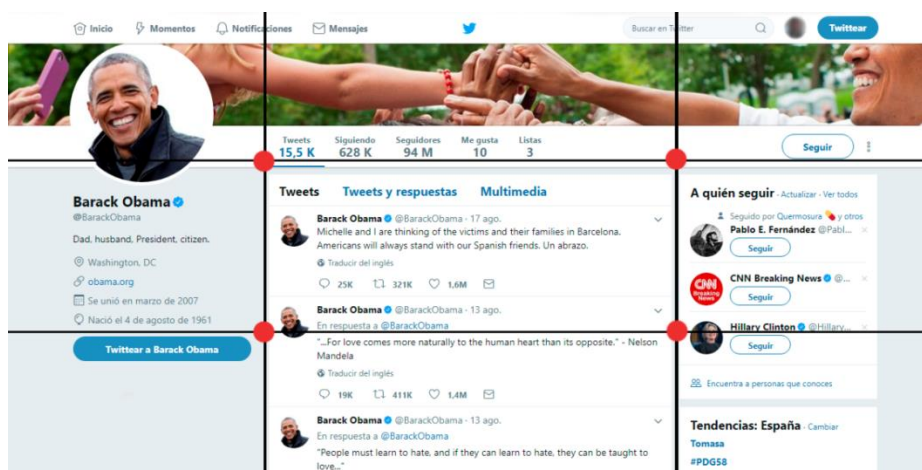 Inicio Momentos Notificaciones Mensajes Buscar en Twitter Twittear
Tweets Siguiendo Seguidores Me gusta Listas
15,5 K 628 K 94 M 10 3
Seguir
Barack Obama
@BarackObama
Dad, husband, President, citizen.
Washington, DC
obama.org
Se unió en marzo de 2007
Nació el 4 de agosto de 1961
Twittear a Barack Obama
Tweets Tweets y respuestas Multimedia
Barack Obama @BarackObama · 17 ago.
Michelle and I are thinking of the victims and their families in Barcelona.
Americans will always stand with our Spanish friends. Un abrazo.
Traducir del inglés
25K 321K 1,6M
Barack Obama @BarackObama · 13 ago.
En respuesta a @BarackObama
"...For love comes more naturally to the human heart than its opposite." - Nelson
Mandela
Traducir del inglés
19K 411K 1,4M
Barack Obama @BarackObama · 13 ago.
En respuesta a @BarackObama
"People must learn to hate, and if they can learn to hate, they can be taught to
love..."
A quién seguir · Actualizar · Ver todos
Seguido por Quermosura y otros
Pablo E. Fernández @Pabl...
Seguir
CNN Breaking News @...
CNN
Breaking
News
Seguir
Hillary Clinton @Hillary...
Seguir
Encuentra a personas que conoces
Tendencias: España · Cambiar
Tomasa
#PDG58